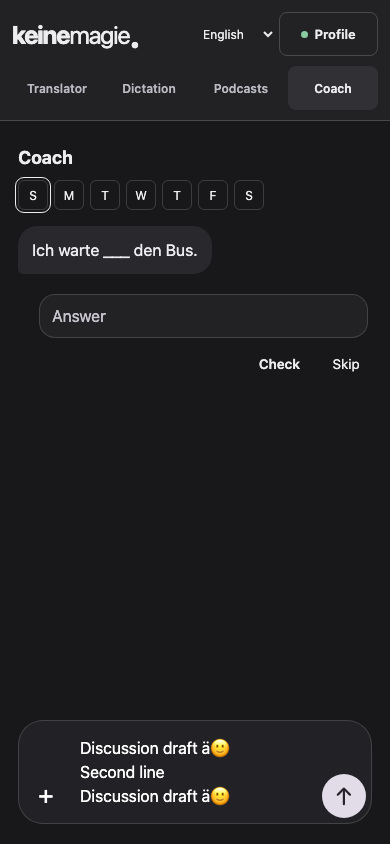 keinemagie.
English
Profile
Translator Dictation Podcasts Coach
Coach
S M T W T F S
Ich warte ___ den Bus.
Answer
Check Skip
Discussion draft ä🙂
Second line
Discussion draft ä🙂